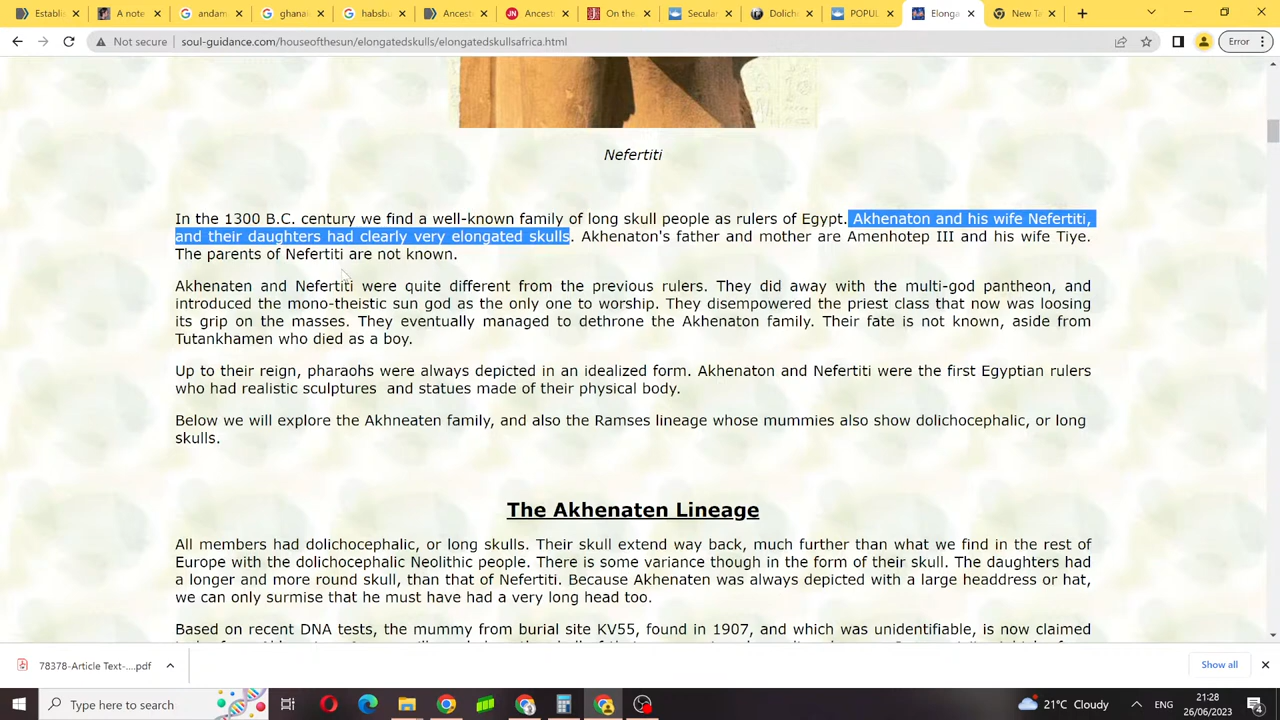 Establis
A note
andam
ghanai
habsbu
Ancest
Ancest
On the
Secular
Dolich
POPUL
Elonga
New Ta
Not secure
soul-guidance.com/houseofthesun/elongatedskulls/elongatedskullsafrica.html
Error
Nefertiti
In the 1300 B.C. century we find a well-known family of long skull people as rulers of Egypt. Akhenaton and his wife Nefertiti,
and their daughters had clearly very elongated skulls. Akhenaton's father and mother are Amenhotep III and his wife Tiye.
The parents of Nefertiti are not known.
Akhenaten and Nefertiti were quite different from the previous rulers. They did away with the multi-god pantheon, and
introduced the mono-theistic sun god as the only one to worship. They disempowered the priest class that now was loosing
its grip on the masses. They eventually managed to dethrone the Akhenaton family. Their fate is not known, aside from
Tutankhamen who died as a boy.
Up to their reign, pharaohs were always depicted in an idealized form. Akhenaton and Nefertiti were the first Egyptian rulers
who had realistic sculptures and statues made of their physical body.
Below we will explore the Akhneaten family, and also the Ramses lineage whose mummies also show dolichocephalic, or long
skulls.
The Akhenaten Lineage
All members had dolichocephalic, or long skulls. Their skull extend way back, much further than what we find in the rest of
Europe with the dolichocephalic Neolithic people. There is some variance though in the form of their skull. The daughters had
a longer and more round skull, than that of Nefertiti. Because Akhenaten was always depicted with a large headdress or hat,
we can only surmise that he must have had a very long head too.
Based on recent DNA tests, the mummy from burial site KV55, found in 1907, and which was unidentifiable, is now claimed
78378-Article Text-....pdf
Show all
Type here to search
21°C Cloudy
ENG
21:28
26/06/2023
4